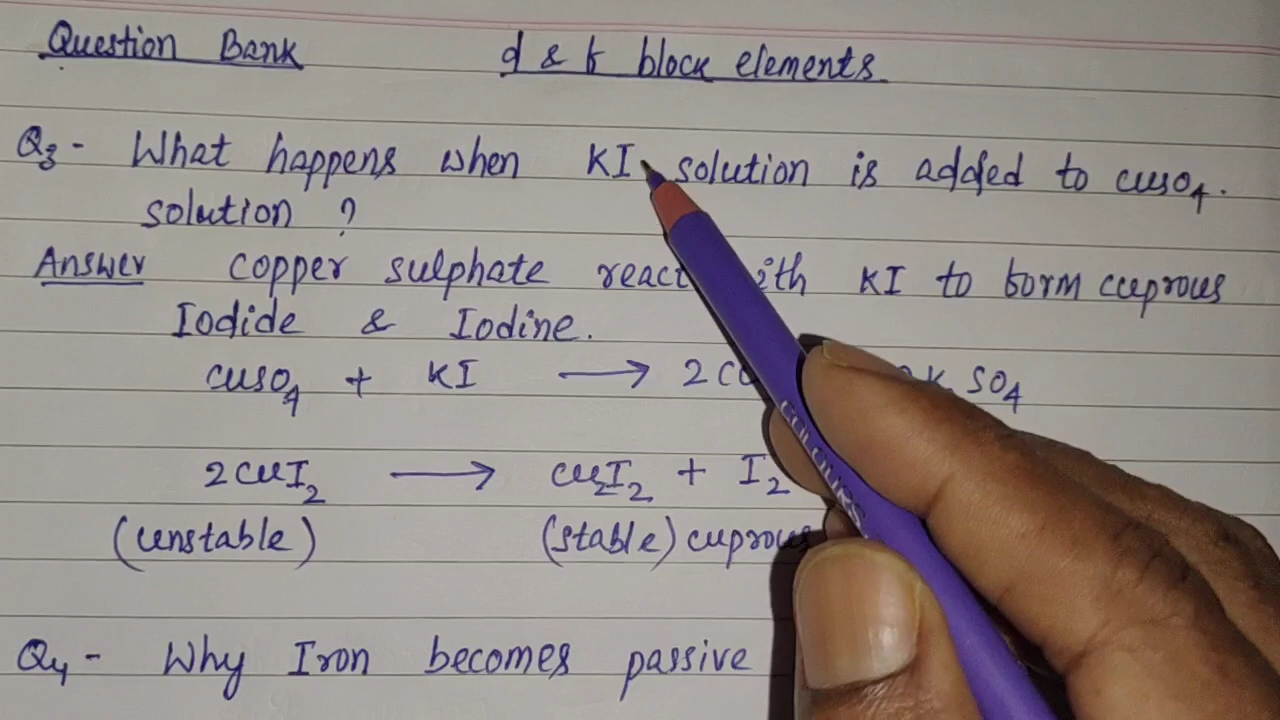 Question Bank d & f block elements
Q3- What happens when KI solution is added to CuSO4.
solution ?
Answer copper sulphate react with KI to form cuprous
Iodide & Iodine.
CuSO4 + KI → 2 SO4
2CuI2 → Cu2I2 + I2
(unstable) (stable) cuprous
Q4- Why Iron becomes passive
COLOURS